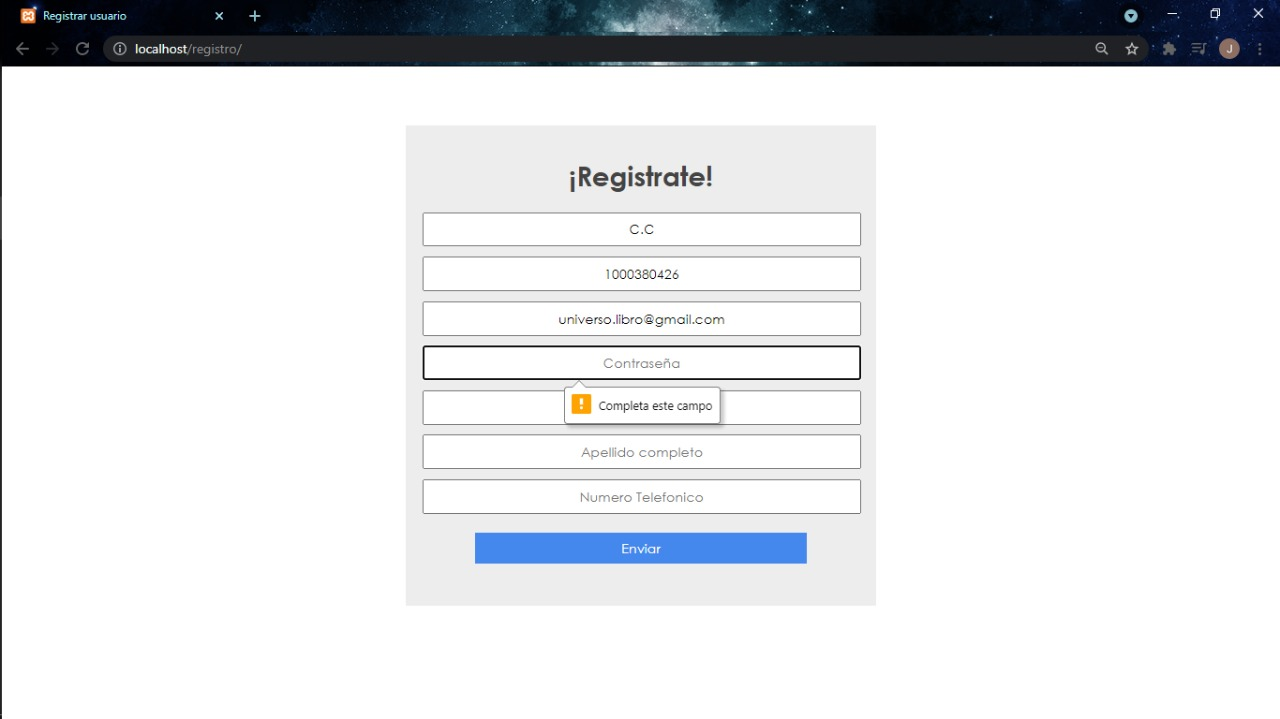 Registrar usuario
localhost/registro/
J
¡Registrate!
C.C
1000380426
universo.libro@gmail.com
Contraseña
Completa este campo
Apellido completo
Numero Telefonico
Enviar